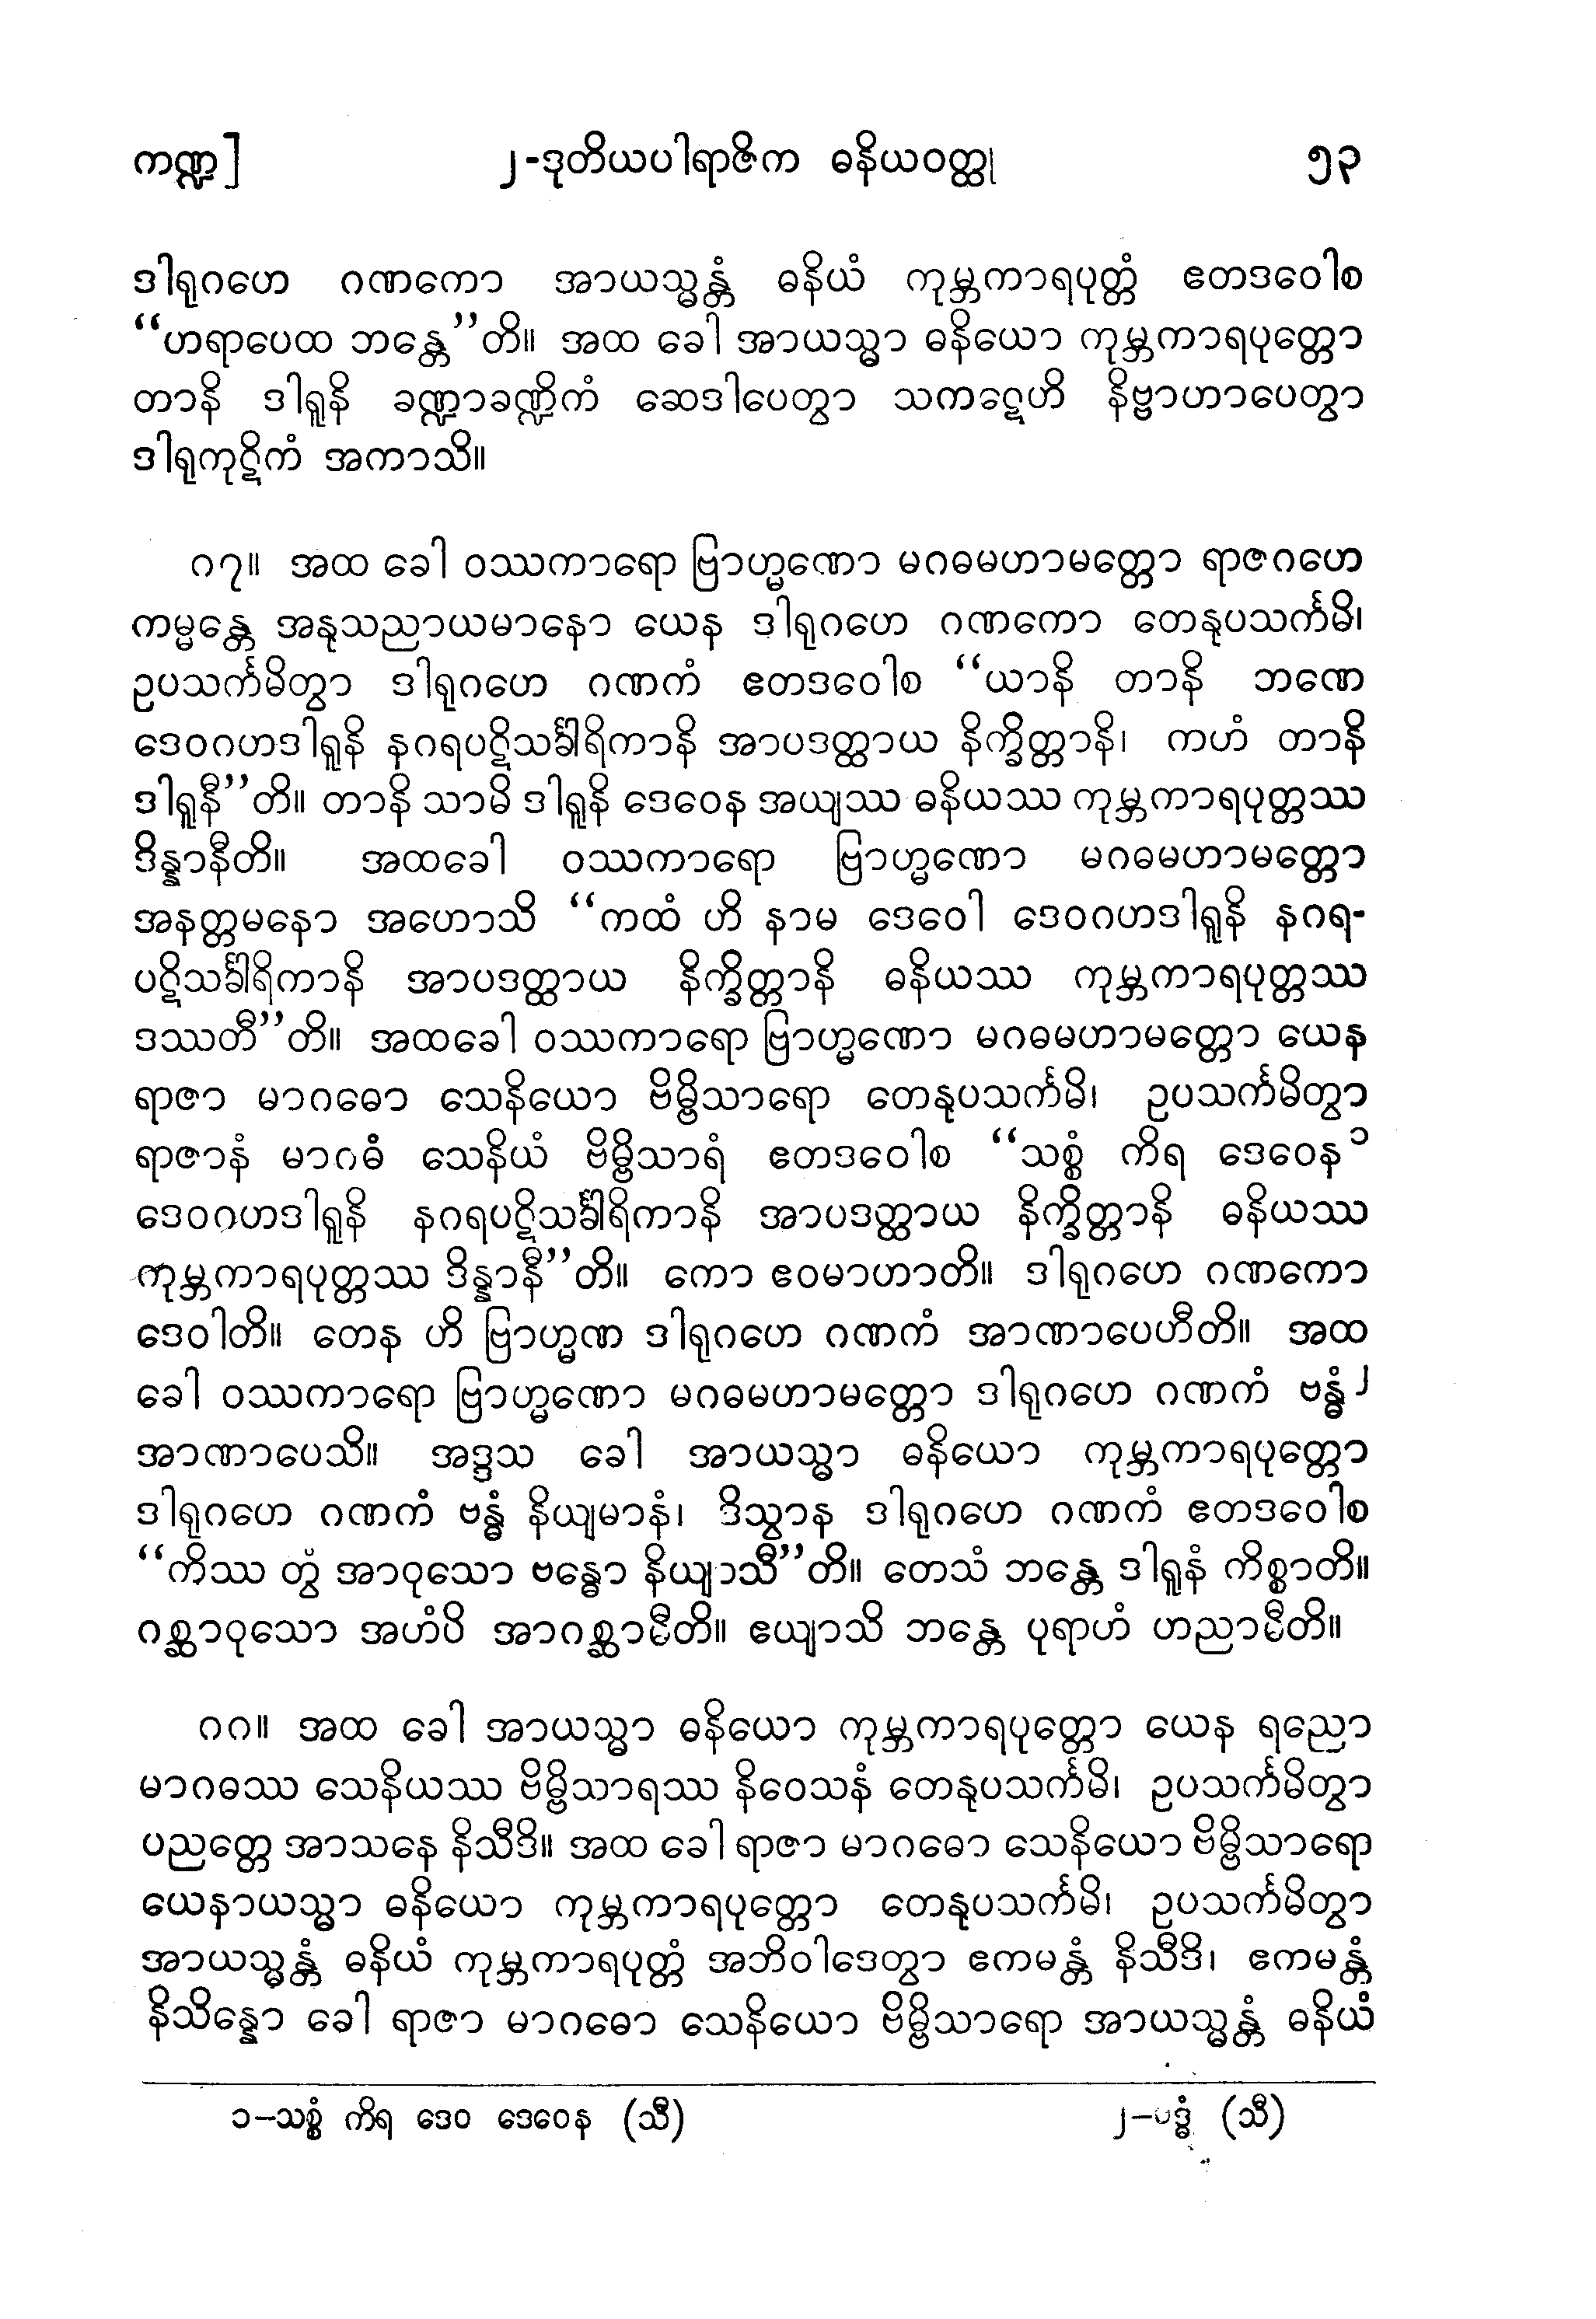 ကဏ္ဍ] ၂-ဒုတိယပါရာဇိက ဓနိယဝတ္ထု ၅၃
ဒါရုဂဟေ ဂဏကော အာယသ္မန္တံ ဓနိယံ ကုမ္ဘကာရပုတ္တံ ဧတဒဝေါစ
“ဟရာပေထ ဘန္တေ”တိ။ အထ ခေါ အာယသ္မာ ဓနိယော ကုမ္ဘကာရပုတ္တော
တာနိ ဒါရူနိ ခဏ္ဍာခဏ္ဍိကံ ဆေဒါပေတွာ သကဋေဟိ နိဗ္ဗာဟာပေတွာ
ဒါရုကုဋိကံ အကာသိ။
၈၇။ အထ ခေါ ဝဿကာရော ဗြာဟ္မဏော မဂဓမဟာမတ္တော ရာဇဂဟေ
ကမ္မန္တေ အနုသညာယမာနော ယေန ဒါရုဂဟေ ဂဏကော တေနုပသင်္ကမိ၊
ဥပသင်္ကမိတွာ ဒါရုဂဟေ ဂဏကံ ဧတဒဝေါစ “ယာနိ တာနိ ဘဏေ
ဒေဝဂဟဒါရူနိ နဂရပဋိသင်္ခါရိကာနိ အာပဒတ္ထာယ နိက္ခိတ္တာနိ၊ ကဟံ တာနိ
ဒါရူနီ”တိ။ တာနိ သာမိ ဒါရူနိ ဒေဝေန အယျဿ ဓနိယဿ ကုမ္ဘကာရပုတ္တဿ
ဒိန္နာနီတိ။ အထခေါ ဝဿကာရော ဗြာဟ္မဏော မဂဓမဟာမတ္တော
အနတ္တမနော အဟောသိ “ကထံ ဟိ နာမ ဒေဝေါ ဒေဝဂဟဒါရူနိ နဂရ-
ပဋိသင်္ခါရိကာနိ အာပဒတ္ထာယ နိက္ခိတ္တာနိ ဓနိယဿ ကုမ္ဘကာရပုတ္တဿ
ဒဿတီ”တိ။ အထခေါ ဝဿကာရော ဗြာဟ္မဏော မဂဓမဟာမတ္တော ယေန
ရာဇာ မာဂဓော သေနိယော ဗိမ္ဗိသာရော တေနုပသင်္ကမိ၊ ဥပသင်္ကမိတွာ
ရာဇာနံ မာဂဓံ သေနိယံ ဗိမ္ဗိသာရံ ဧတဒဝေါစ “သစ္စံ ကိရ ဒေဝေန ၁
ဒေဝဂဟဒါရူနိ နဂရပဋိသင်္ခါရိကာနိ အာပဒတ္ထာယ နိက္ခိတ္တာနိ ဓနိယဿ
ကုမ္ဘကာရပုတ္တဿ ဒိန္နာနီ”တိ။ ကော ဧဝမာဟာတိ။ ဒါရုဂဟေ ဂဏကော
ဒေဝါတိ။ တေန ဟိ ဗြာဟ္မဏ ဒါရုဂဟေ ဂဏကံ အာဏာပေဟီတိ။ အထ
ခေါ ဝဿကာရော ဗြာဟ္မဏော မဂဓမဟာမတ္တော ဒါရုဂဟေ ဂဏကံ ဗန္ဓံ ၂
အာဏာပေသိ။ အဒ္ဒသ ခေါ အာယသ္မာ ဓနိယော ကုမ္ဘကာရပုတ္တော
ဒါရုဂဟေ ဂဏကံ ဗန္ဓံ နိယျမာနံ၊ ဒိသွာန ဒါရုဂဟေ ဂဏကံ ဧတဒဝေါစ
“ကိဿ တွံ အာဝုသော ဗန္ဓော နိယျာသီ”တိ။ တေသံ ဘန္တေ ဒါရူနံ ကိစ္စာတိ။
ဂစ္ဆာဝုသော အဟံပိ အာဂစ္ဆာမီတိ။ ဧယျာသိ ဘန္တေ ပုရာဟံ ဟညာမီတိ။
၈၈။ အထ ခေါ အာယသ္မာ ဓနိယော ကုမ္ဘကာရပုတ္တော ယေန ရညော
မာဂဓဿ သေနိယဿ ဗိမ္ဗိသာရဿ နိဝေသနံ တေနုပသင်္ကမိ၊ ဥပသင်္ကမိတွာ
ပညတ္တေ အာသနေ နိသီဒိ။ အထ ခေါ ရာဇာ မာဂဓော သေနိယော ဗိမ္ဗိသာရော
ယေနာယသ္မာ ဓနိယော ကုမ္ဘကာရပုတ္တော တေနုပသင်္ကမိ၊ ဥပသင်္ကမိတွာ
အာယသ္မန္တံ ဓနိယံ ကုမ္ဘကာရပုတ္တံ အဘိဝါဒေတွာ ဧကမန္တံ နိသီဒိ၊ ဧကမန္တံ
နိသိန္နော ခေါ ရာဇာ မာဂဓော သေနိယော ဗိမ္ဗိသာရော အာယသ္မန္တံ ဓနိယံ
၁–သစ္စံ ကိရ ဒေဝ ဒေဝေန (သီ) ၂–ဗဒ္ဓံ (သီ)